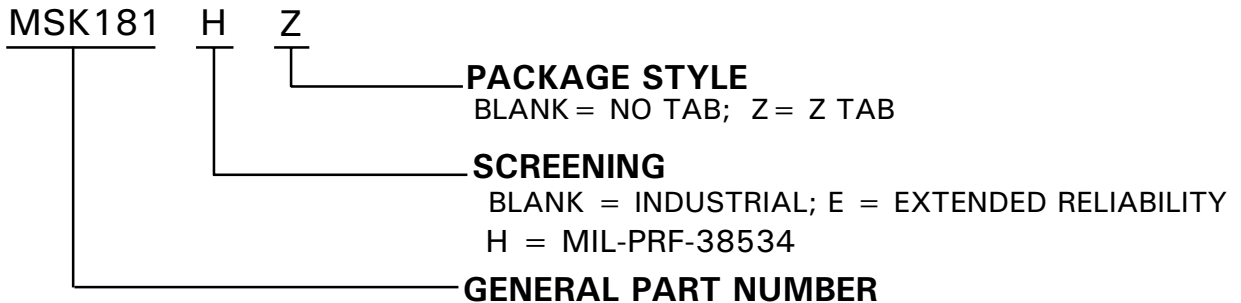 MSK181 H Z
PACKAGE STYLE
BLANK = NO TAB; Z = Z TAB
SCREENING
BLANK = INDUSTRIAL; E = EXTENDED RELIABILITY
H = MIL-PRF-38534
GENERAL PART NUMBER